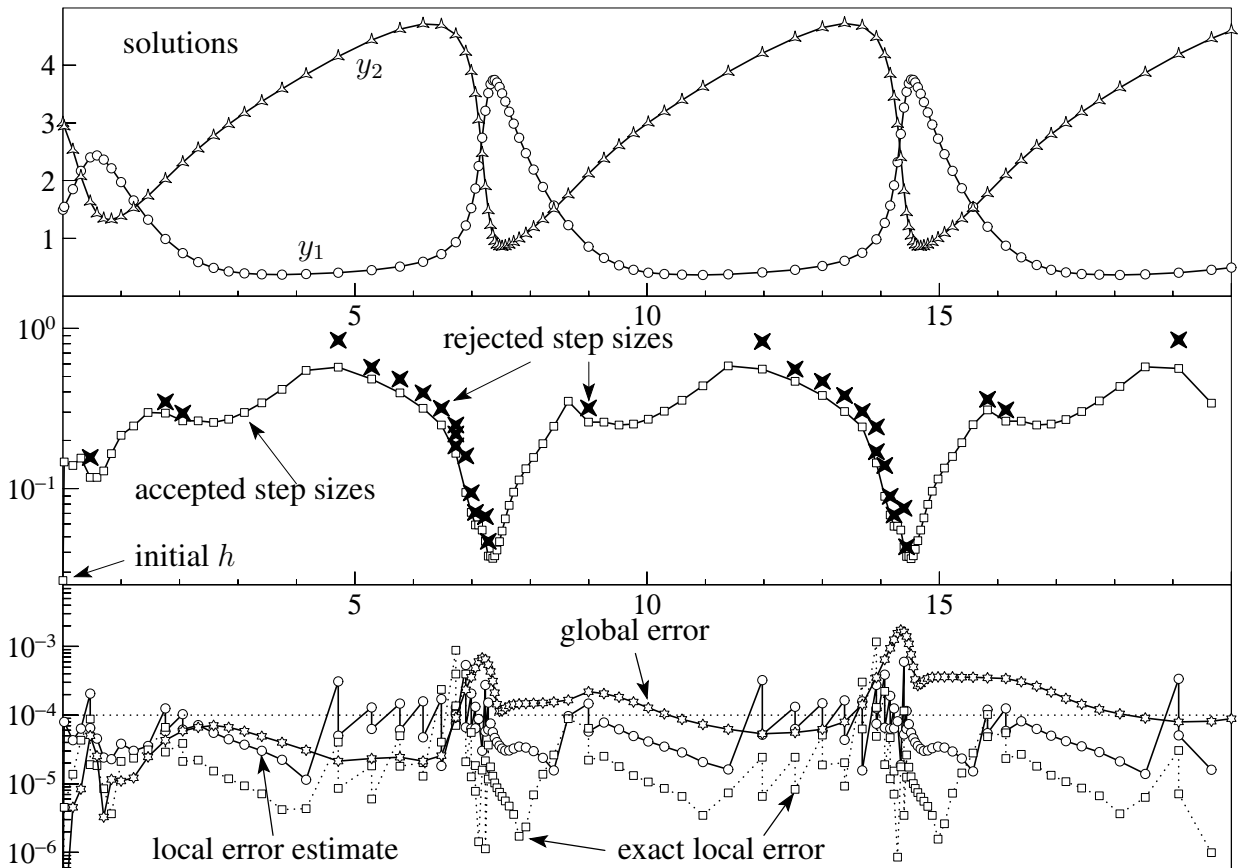 solutions
4
3
2
1
y₂
y₁
5 10 15
10⁰
10⁻¹
rejected step sizes
accepted step sizes
initial h
5 10 15
10⁻³
10⁻⁴
10⁻⁵
10⁻⁶
global error
local error estimate
exact local error